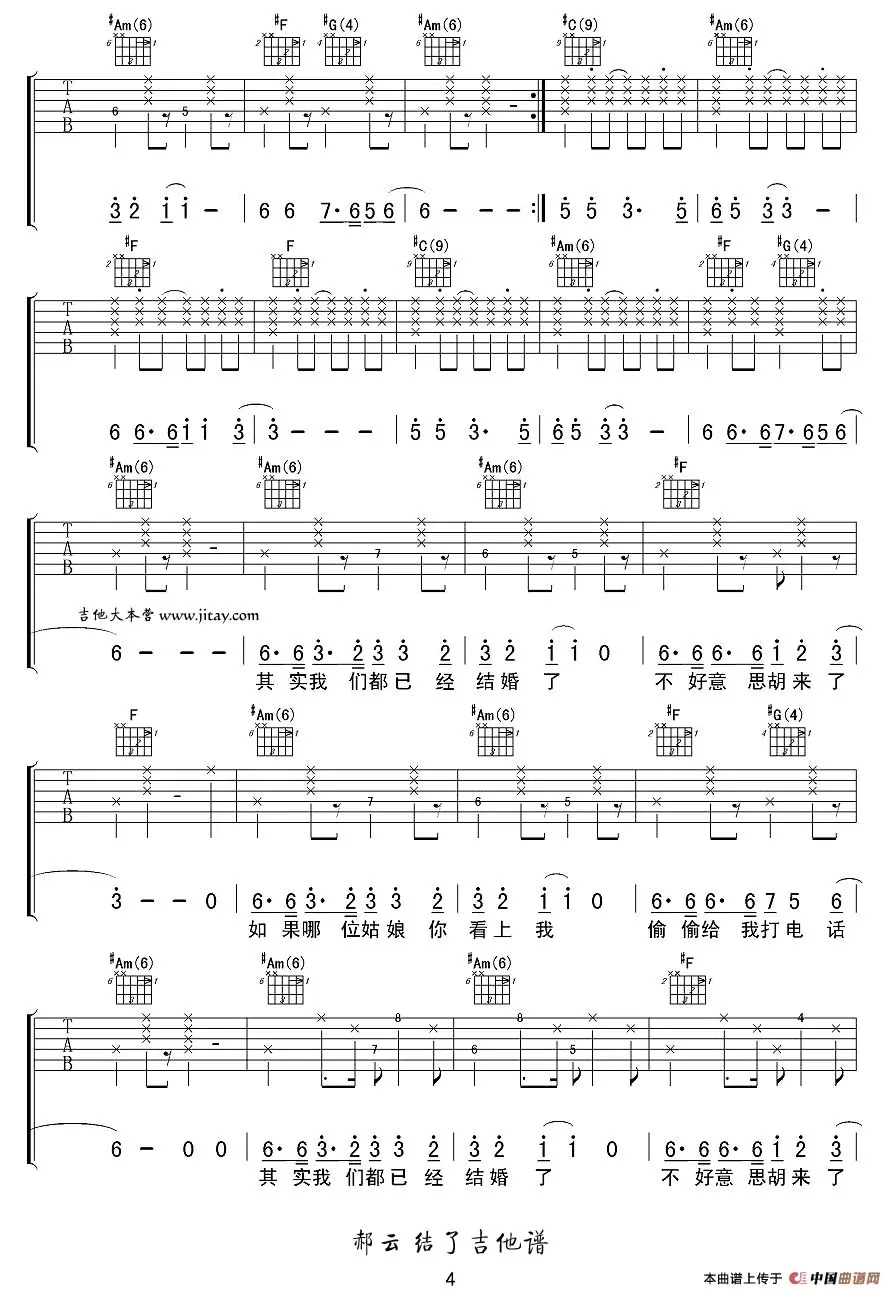 #Am(6) #F #G(4) #Am(6) #C(9) #Am(6)
T A B 6 5
3 2 1 1 - - | 6 6 7· 6 5 6 | 6 - - :| 5 5 3· 5 | 6 5 3 3 - -
#F F #C(9) #Am(6) #F #G(4)
T A B
6 6· 6 1 1 3 | 3 - - - | 5 5 3· 5 | 6 5 3 3 - - | 6 6· 6 7· 6 5 6
#Am(6) #Am(6) #Am(6) #F
T A B 7 6 5
吉他大本营 www.jitay.com
6 - - - | 6· 6 3· 2 3 3 2 | 3 2 1 1 0 | 6· 6 6· 6 1 2 3
其实我们都已经结婚了 不好意思胡来了
F #Am(6) #Am(6) #F #G(4)
T A B 7 6 5
3 - - 0 | 6· 6 3· 2 3 3 2 | 3 2 1 1 0 | 6· 6 6· 6 7 5 6
如果哪位姑娘你看上我 偷偷给我打电话
#Am(6) #Am(6) #Am(6) #F
T A B 8 7 6 8 5 4
6 - 0 0 | 6· 6 3· 2 3 3 2 | 3 2 1 1 0 | 6· 6 6· 6 1 2 3
其实我们都已经结婚了 不好意思胡来了
郝云 结了吉他谱
4
本曲谱上传于 中国曲谱网